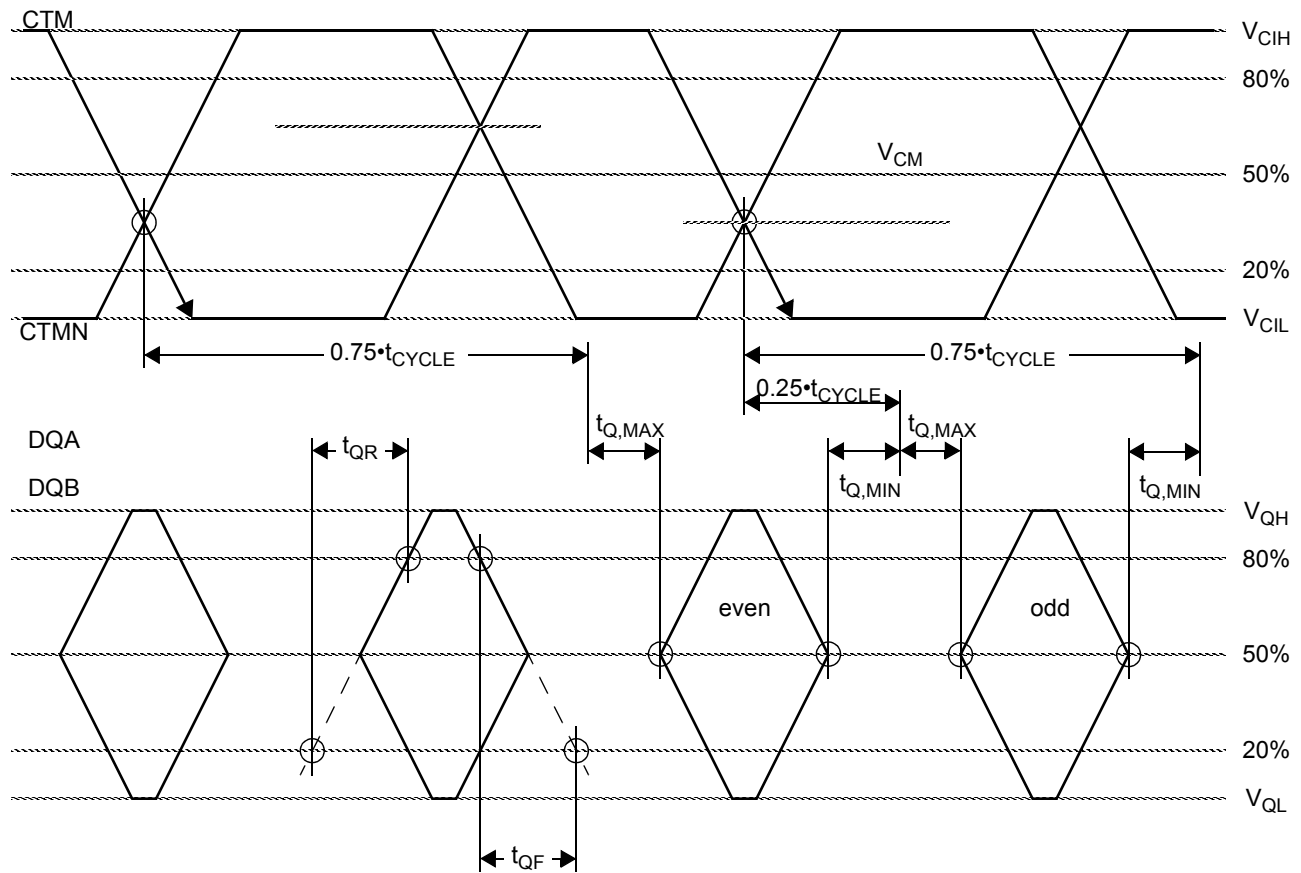 CTM
V_CIH
80%
V_CM
50%
20%
CTMN
V_CIL
0.75•t_CYCLE
0.75•t_CYCLE
0.25•t_CYCLE
DQA
t_QR
t_Q,MAX
t_Q,MAX
DQB
t_Q,MIN
t_Q,MIN
V_QH
80%
even
odd
50%
20%
V_QL
t_QF